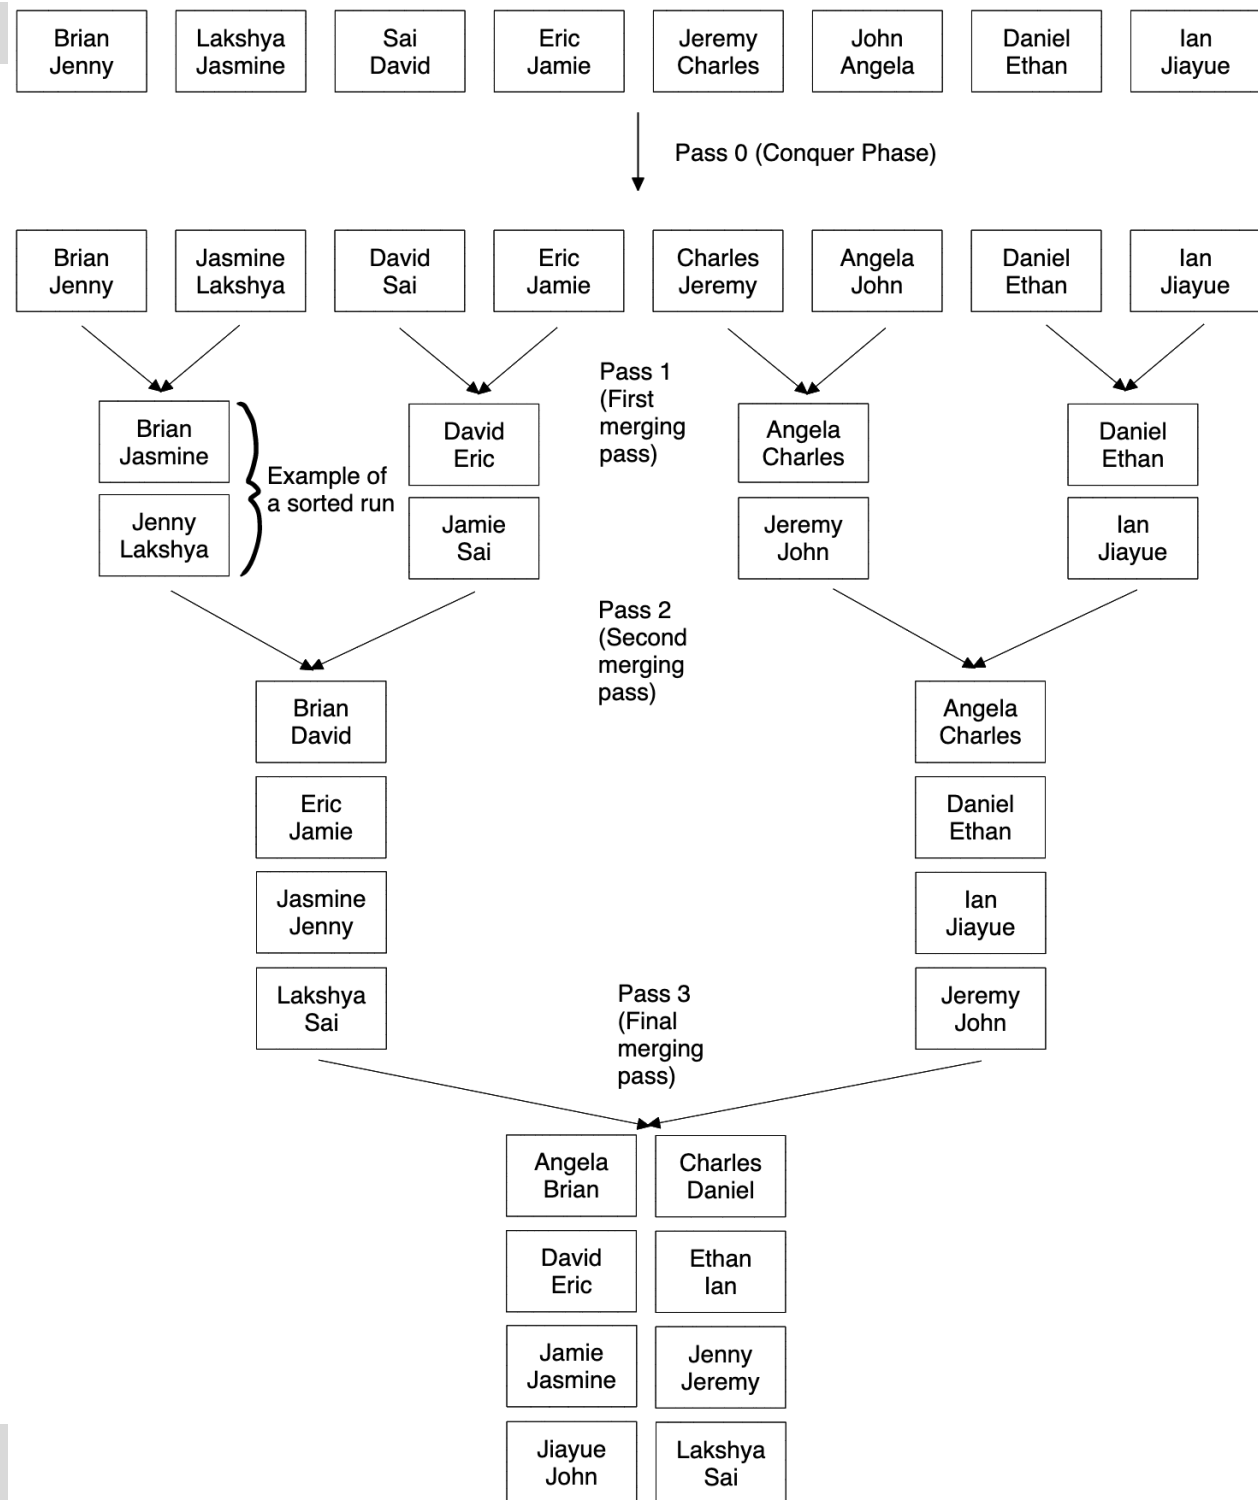 Brian
Jenny
Lakshya
Jasmine
Sai
David
Eric
Jamie
Jeremy
Charles
John
Angela
Daniel
Ethan
Ian
Jiayue
Pass 0 (Conquer Phase)
Brian
Jenny
Jasmine
Lakshya
David
Sai
Eric
Jamie
Charles
Jeremy
Angela
John
Daniel
Ethan
Ian
Jiayue
Pass 1
(First
merging
pass)
Brian
Jasmine
Jenny
Lakshya
Example of
a sorted run
David
Eric
Jamie
Sai
Angela
Charles
Jeremy
John
Daniel
Ethan
Ian
Jiayue
Pass 2
(Second
merging
pass)
Brian
David
Eric
Jamie
Jasmine
Jenny
Lakshya
Sai
Angela
Charles
Daniel
Ethan
Ian
Jiayue
Jeremy
John
Pass 3
(Final
merging
pass)
Angela
Brian
Charles
Daniel
David
Eric
Ethan
Ian
Jamie
Jasmine
Jenny
Jeremy
Jiayue
John
Lakshya
Sai